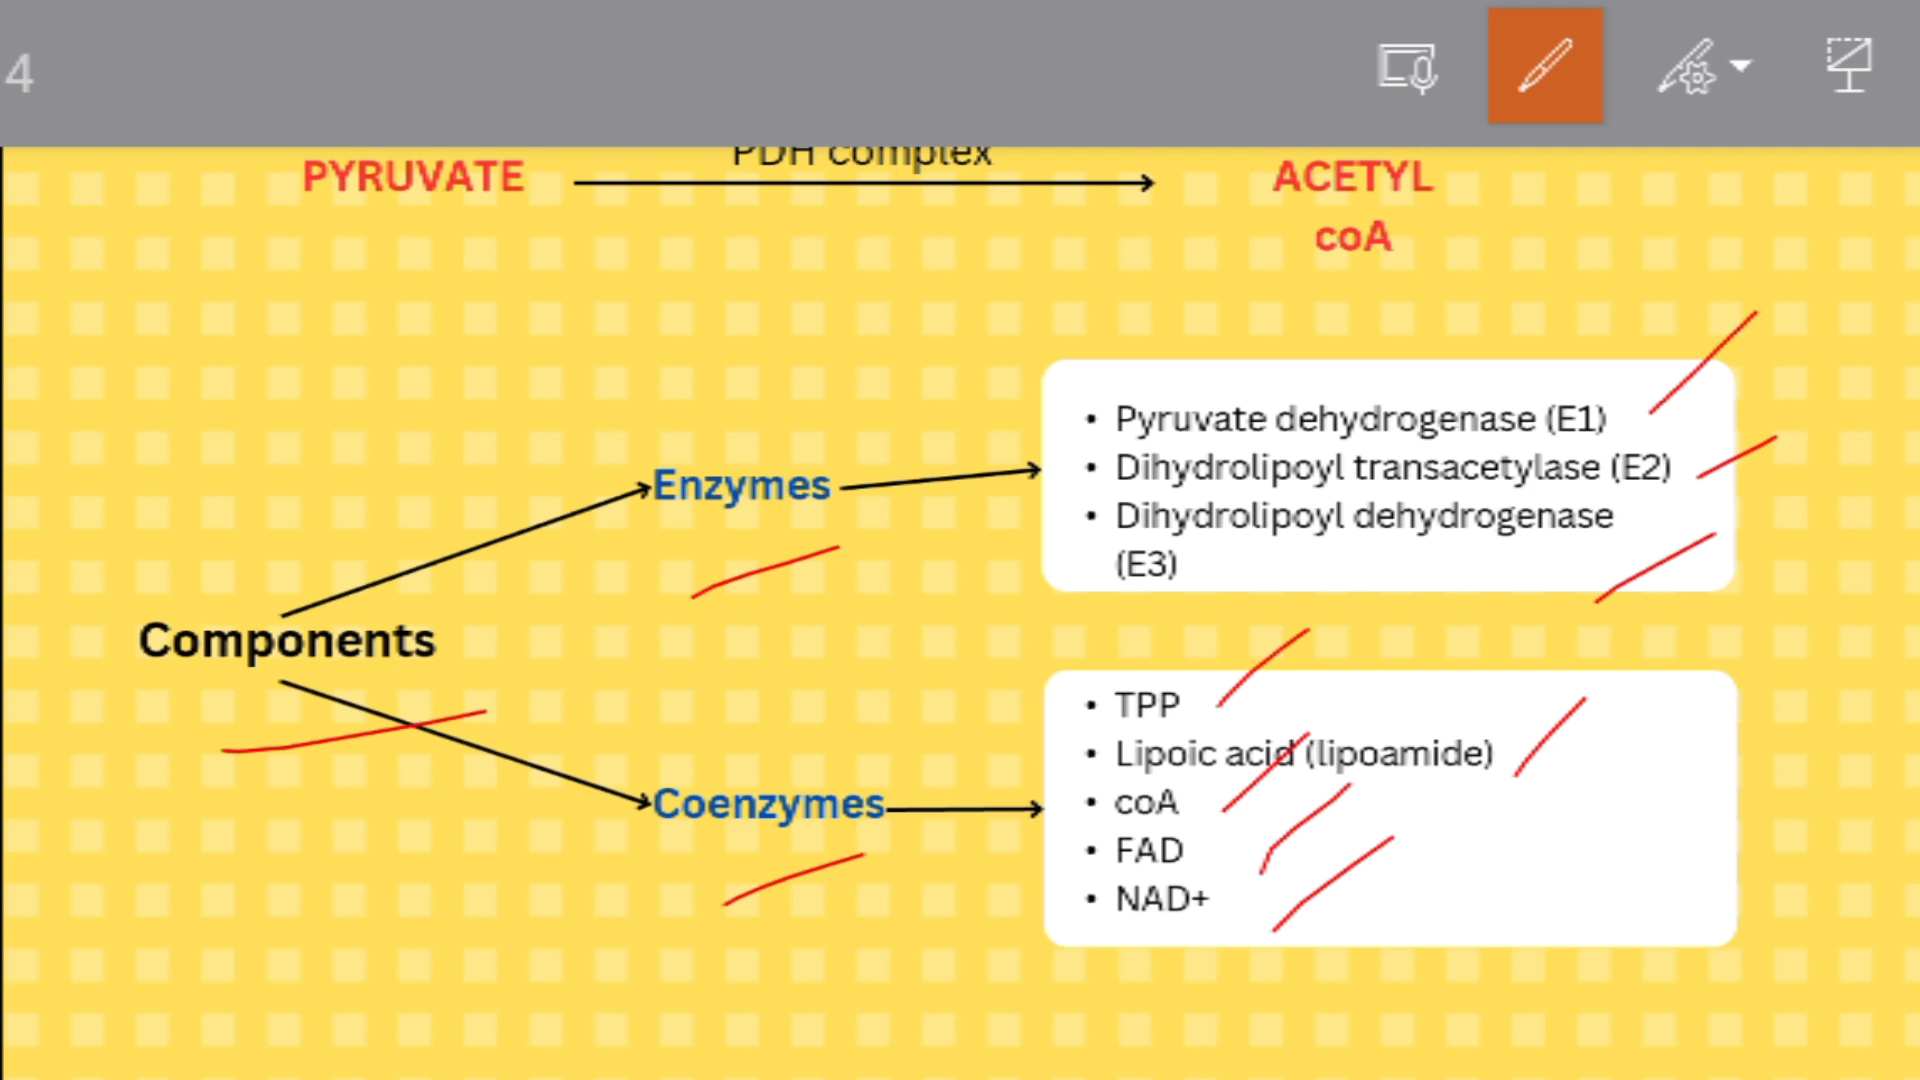 4
PDH complex
PYRUVATE
ACETYL
coA
• Pyruvate dehydrogenase (E1)
• Dihydrolipoyl transacetylase (E2)
• Dihydrolipoyl dehydrogenase
(E3)
Enzymes
Components
Coenzymes
• TPP
• Lipoic acid (lipoamide)
• coA
• FAD
• NAD+